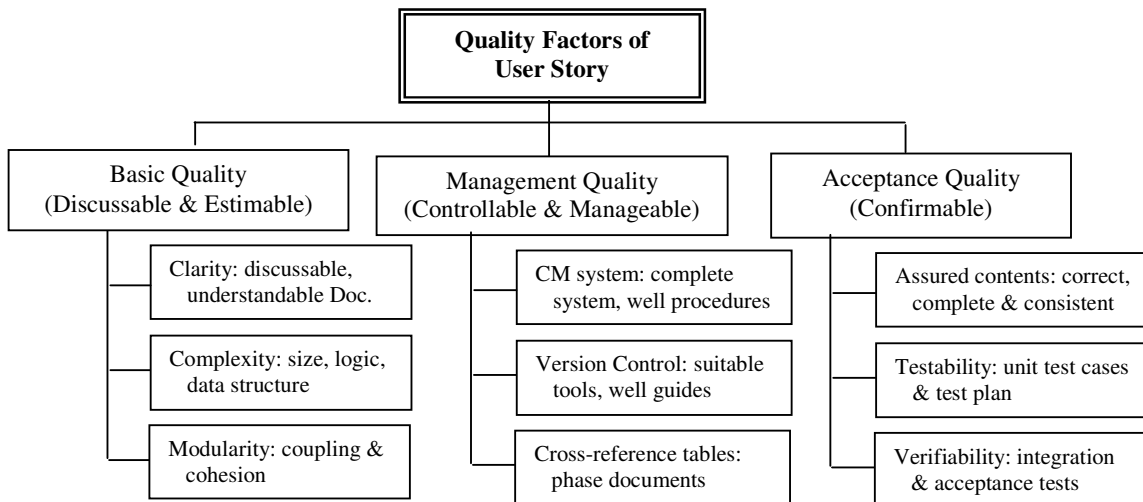 Quality Factors of
User Story
Basic Quality
(Discussable & Estimable)
Clarity: discussable,
understandable Doc.
Complexity: size, logic,
data structure
Modularity: coupling &
cohesion
Management Quality
(Controllable & Manageable)
CM system: complete
system, well procedures
Version Control: suitable
tools, well guides
Cross-reference tables:
phase documents
Acceptance Quality
(Confirmable)
Assured contents: correct,
complete & consistent
Testability: unit test cases
& test plan
Verifiability: integration
& acceptance tests